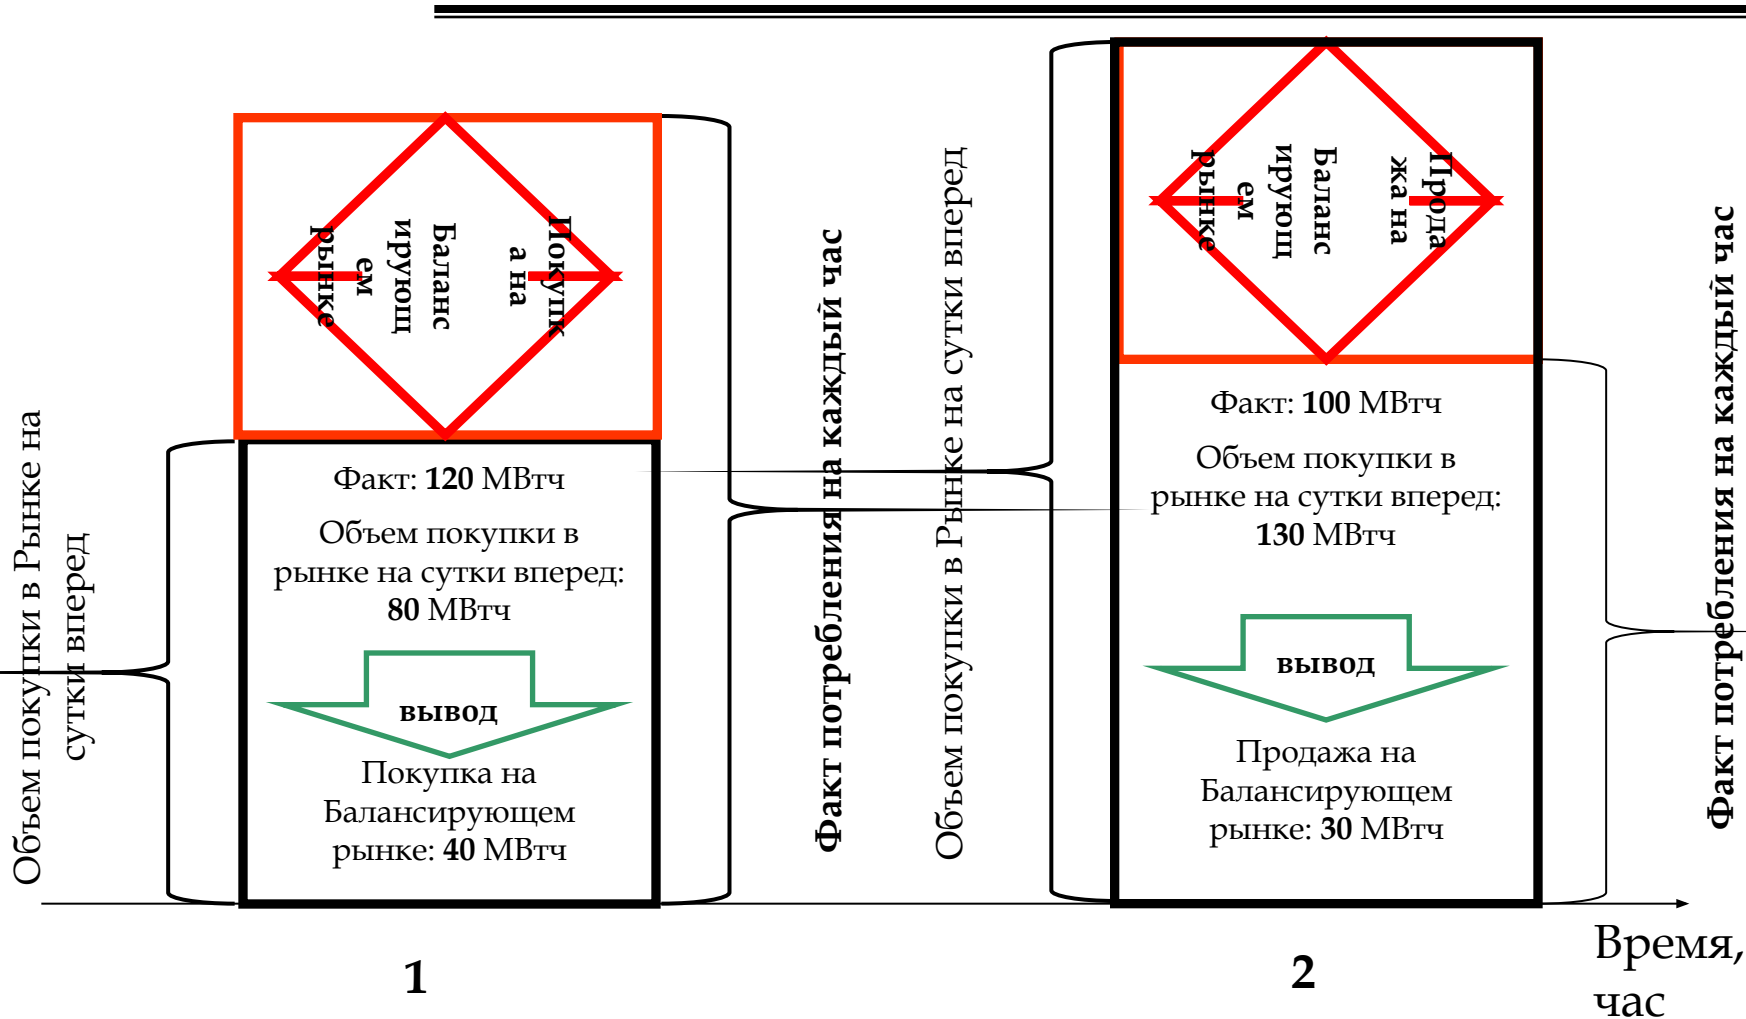 Объем покупки в Рынке на
сутки вперед
Покупк
а на
Баланс
ирующ
ем
рынке
Факт: 120 МВтч
Объем покупки в
рынке на сутки вперед:
80 МВтч
вывод
Покупка на
Балансирующем
рынке: 40 МВтч
Факт потребления на каждый час
1
Объем покупки в Рынке на сутки вперед
Прода
жа на
Баланс
ирующ
ем
рынке
Факт: 100 МВтч
Объем покупки в
рынке на сутки вперед:
130 МВтч
вывод
Продажа на
Балансирующем
рынке: 30 МВтч
Факт потребления на каждый час
2
Время,
час